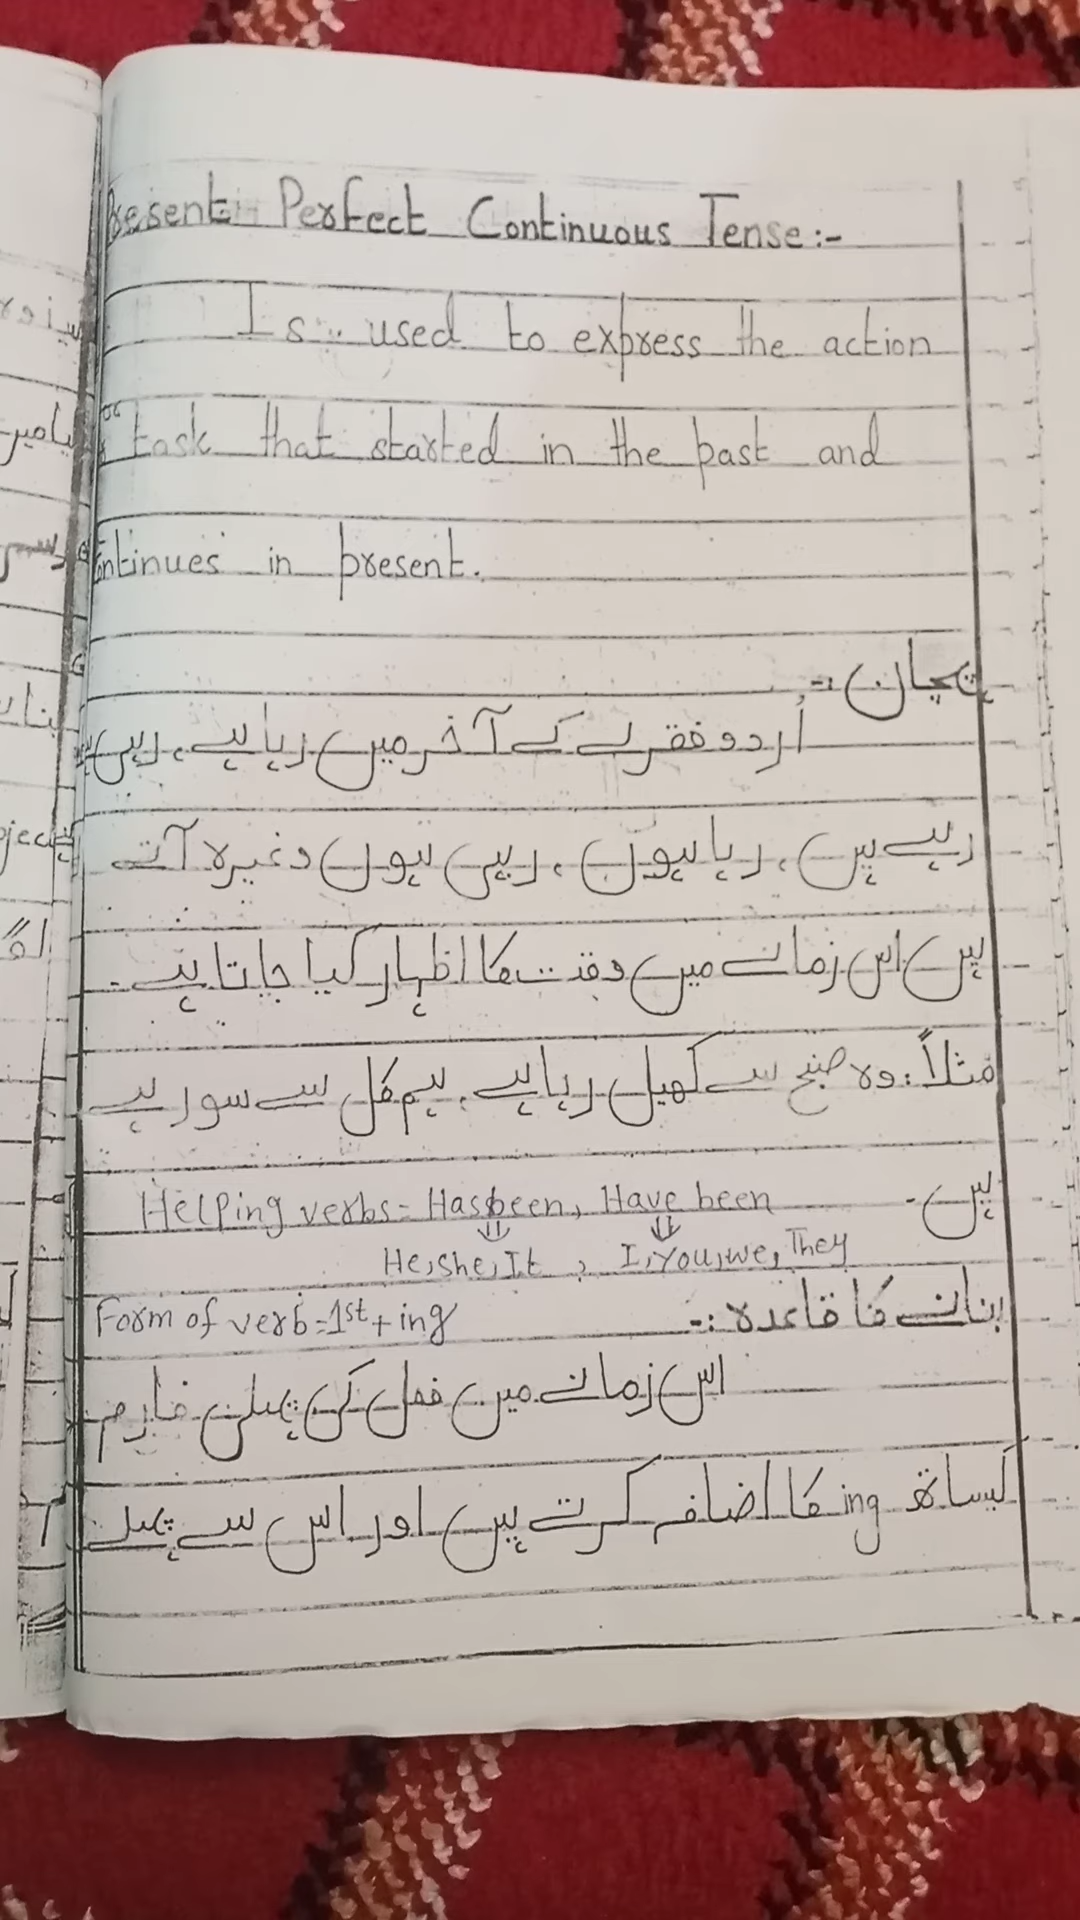 Present Perfect Continuous Tense:-
Is used to express the action
or task that started in the past and
continues in present.
پہچان :-
اُردو فقرے کے آخر میں رہا ہے، رہی ہے
رہے ہیں، رہا ہوں، رہی ہوں وغیرہ آتے
ہیں اس زمانے میں وقت کا اظہار کیا جاتا ہے۔
مثلاً: وہ صبح سے کھیل رہا ہے، ہم کل سے سو رہے
ہیں۔
Helping verbs = Has been, Have been
He, she, It , I, You, we, They
بنانے کا قاعدہ :-
Form of verb = 1st + ing
اس زمانے میں فعل کی پہلی فارم
کیساتھ ing کا اضافہ کرتے ہیں اور اس سے پہلے